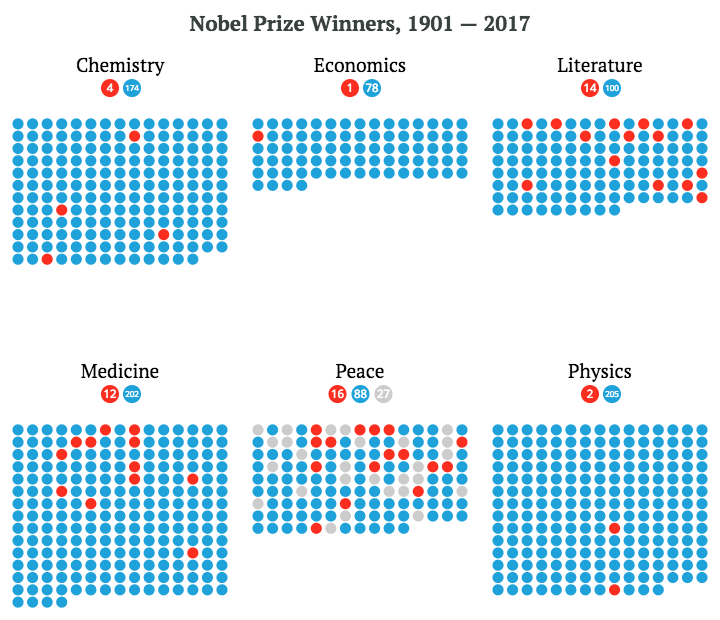 Nobel Prize Winners, 1901 — 2017
Chemistry
4 174
Economics
1 78
Literature
14 100
Medicine
12 202
Peace
16 88 27
Physics
2 205